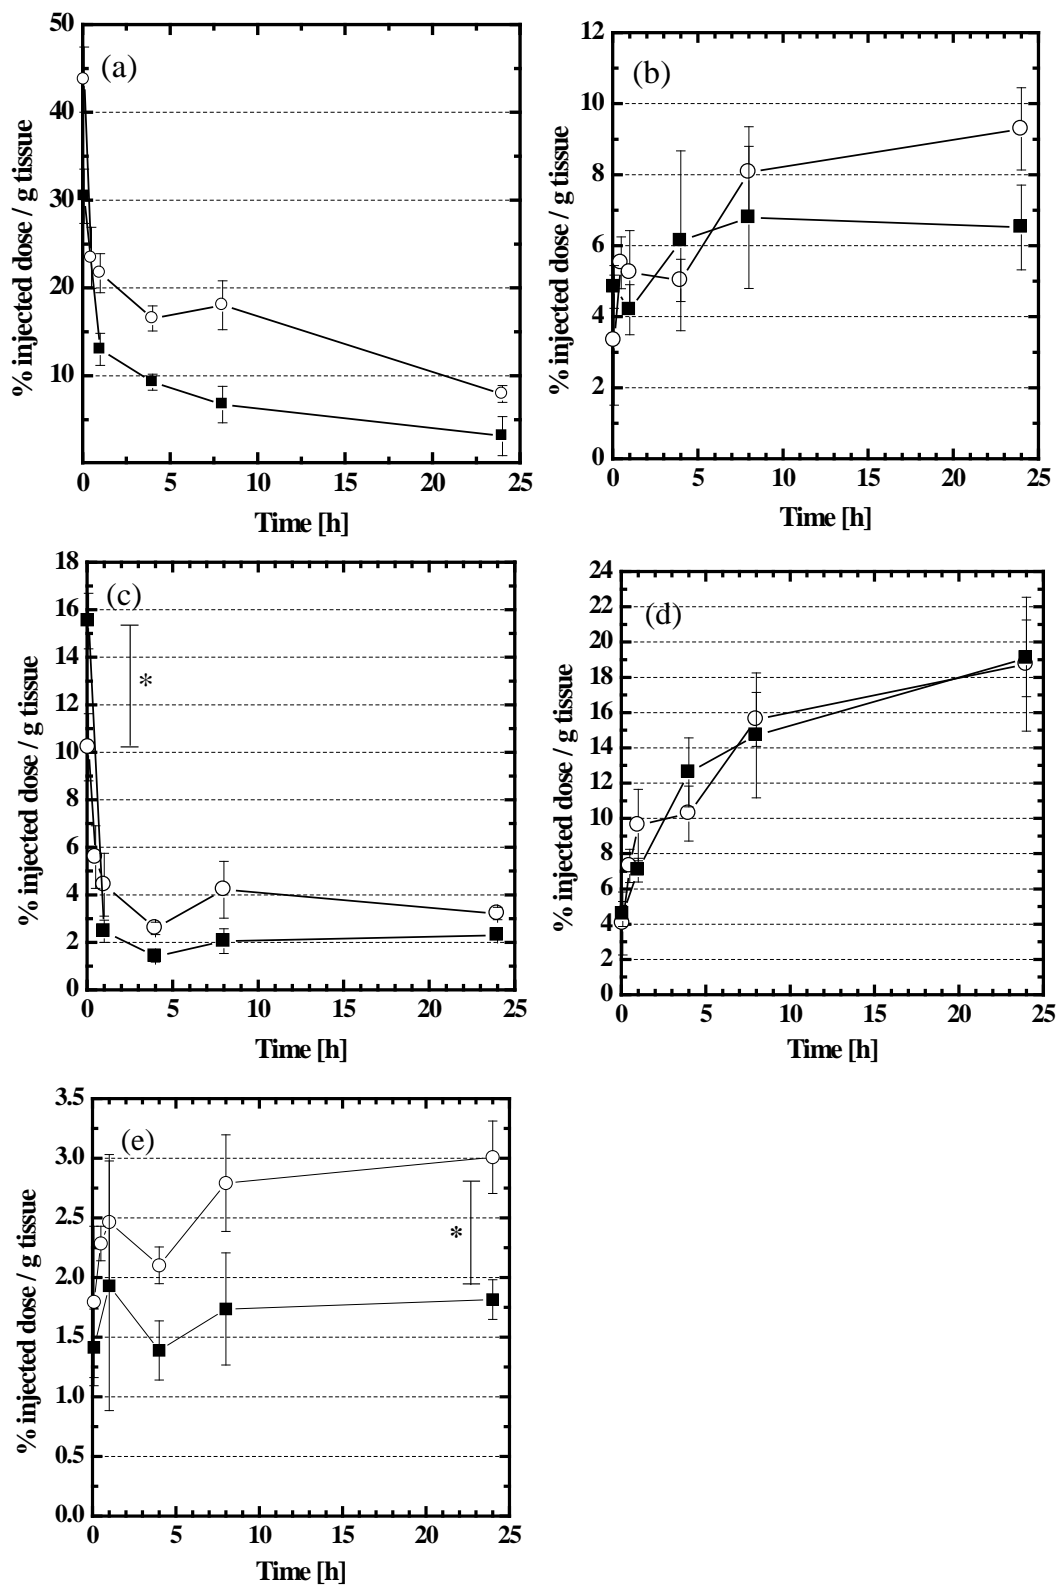 (a)
50
40
30
20
10
% injected dose / g tissue
0 5 10 15 20 25
Time [h]
(b)
12
10
8
6
4
2
0
% injected dose / g tissue
0 5 10 15 20 25
Time [h]
(c)
18
16
14
12
10
8
6
4
2
0
*
% injected dose / g tissue
0 5 10 15 20 25
Time [h]
(d)
24
22
20
18
16
14
12
10
8
6
4
2
0
% injected dose / g tissue
0 5 10 15 20 25
Time [h]
(e)
3.5
3.0
2.5
2.0
1.5
1.0
0.5
0.0
*
% injected dose / g tissue
0 5 10 15 20 25
Time [h]